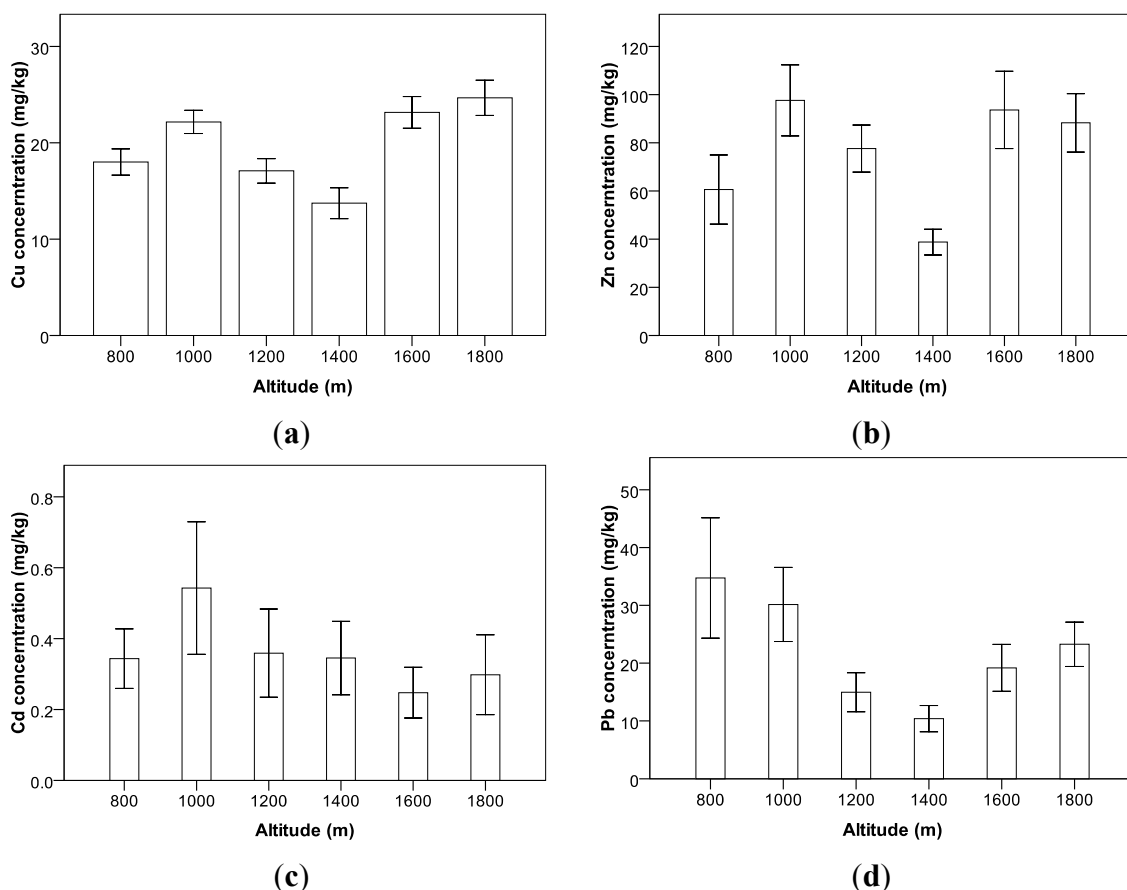 Cu concerntration (mg/kg)
30
20
10
0
800 1000 1200 1400 1600 1800
Altitude (m)
(a)
Zn concerntration (mg/kg)
120
100
80
60
40
20
0
800 1000 1200 1400 1600 1800
Altitude (m)
(b)
Cd concerntration (mg/kg)
0.8
0.6
0.4
0.2
0.0
800 1000 1200 1400 1600 1800
Altitude (m)
(c)
Pb concerntration (mg/kg)
50
40
30
20
10
0
800 1000 1200 1400 1600 1800
Altitude (m)
(d)